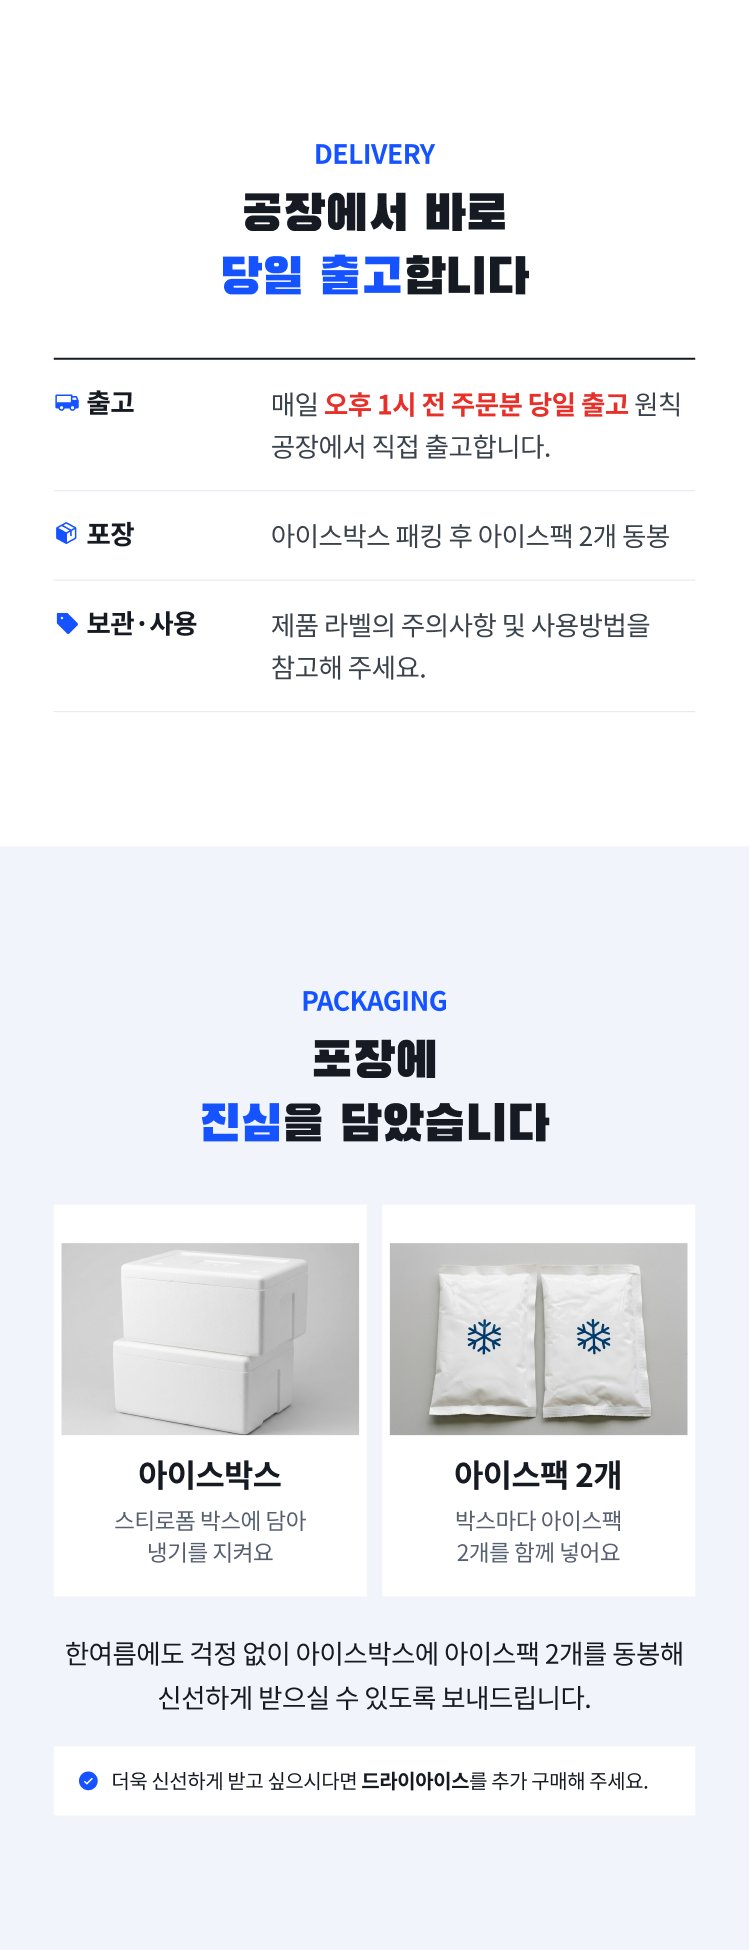 DELIVERY
공장에서 바로
당일 출고합니다
출고
매일 오후 1시 전 주문분 당일 출고 원칙
공장에서 직접 출고합니다.
포장
아이스박스 패킹 후 아이스팩 2개 동봉
보관·사용
제품 라벨의 주의사항 및 사용방법을
참고해 주세요.
PACKAGING
포장에
진심을 담았습니다
아이스박스
스티로폼 박스에 담아
냉기를 지켜요
아이스팩 2개
박스마다 아이스팩
2개를 함께 넣어요
한여름에도 걱정 없이 아이스박스에 아이스팩 2개를 동봉해
신선하게 받으실 수 있도록 보내드립니다.
더욱 신선하게 받고 싶으시다면 드라이아이스를 추가 구매해 주세요.